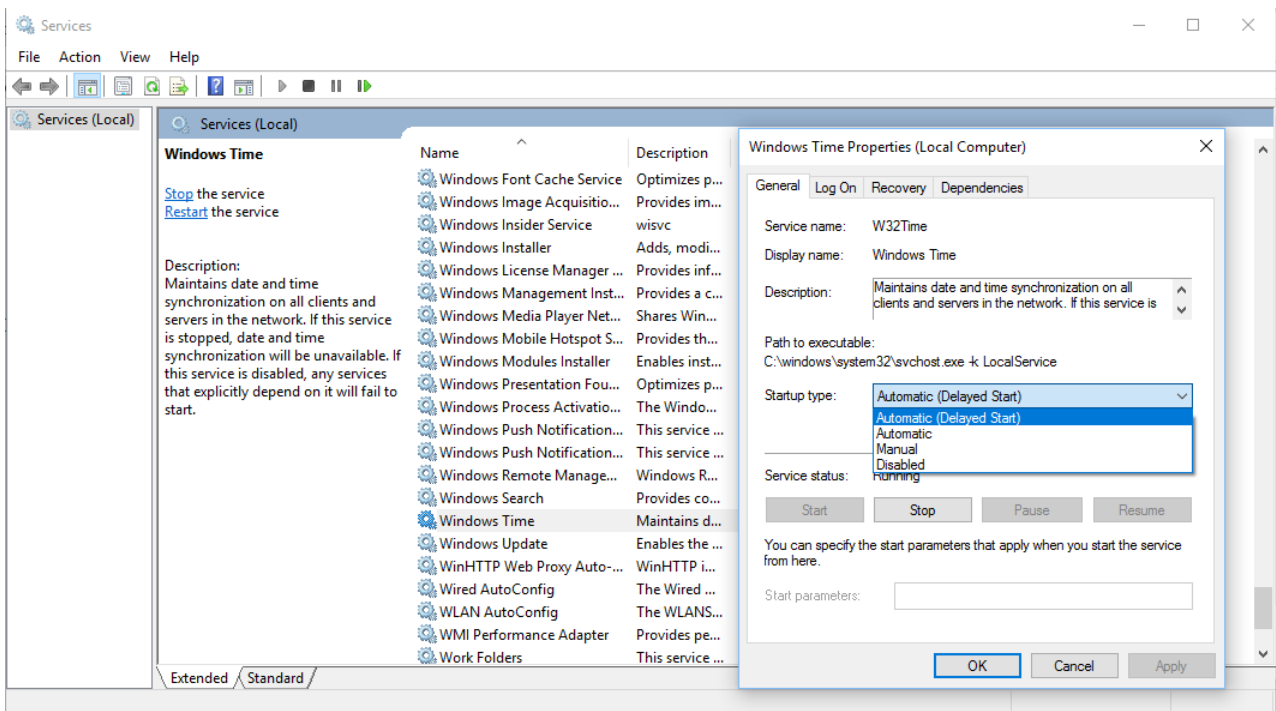 Services
File Action View Help
Services (Local)
Services (Local)
Windows Time
Stop the service
Restart the service
Description:
Maintains date and time
synchronization on all clients and
servers in the network. If this service
is stopped, date and time
synchronization will be unavailable. If
this service is disabled, any services
that explicitly depend on it will fail to
start.
Name Description
Windows Font Cache Service Optimizes p...
Windows Image Acquisitio... Provides im...
Windows Insider Service wisvc
Windows Installer Adds, modi...
Windows License Manager ... Provides inf...
Windows Management Inst... Provides a c...
Windows Media Player Net... Shares Win...
Windows Mobile Hotspot S... Provides th...
Windows Modules Installer Enables inst...
Windows Presentation Fou... Optimizes p...
Windows Process Activatio... The Windo...
Windows Push Notification... This service ...
Windows Push Notification... This service ...
Windows Remote Manage... Windows R...
Windows Search Provides co...
Windows Time Maintains d...
Windows Update Enables the ...
WinHTTP Web Proxy Auto-... WinHTTP i...
Wired AutoConfig The Wired ...
WLAN AutoConfig The WLANS...
WMI Performance Adapter Provides pe...
Work Folders This service ...
Extended Standard
Windows Time Properties (Local Computer)
General Log On Recovery Dependencies
Service name: W32Time
Display name: Windows Time
Description: Maintains date and time synchronization on all
clients and servers in the network. If this service is
Path to executable:
C:\windows\system32\svchost.exe -k LocalService
Startup type: Automatic (Delayed Start)
Automatic (Delayed Start)
Automatic
Manual
Disabled
Service status: Running
Start Stop Pause Resume
You can specify the start parameters that apply when you start the service
from here.
Start parameters:
OK Cancel Apply